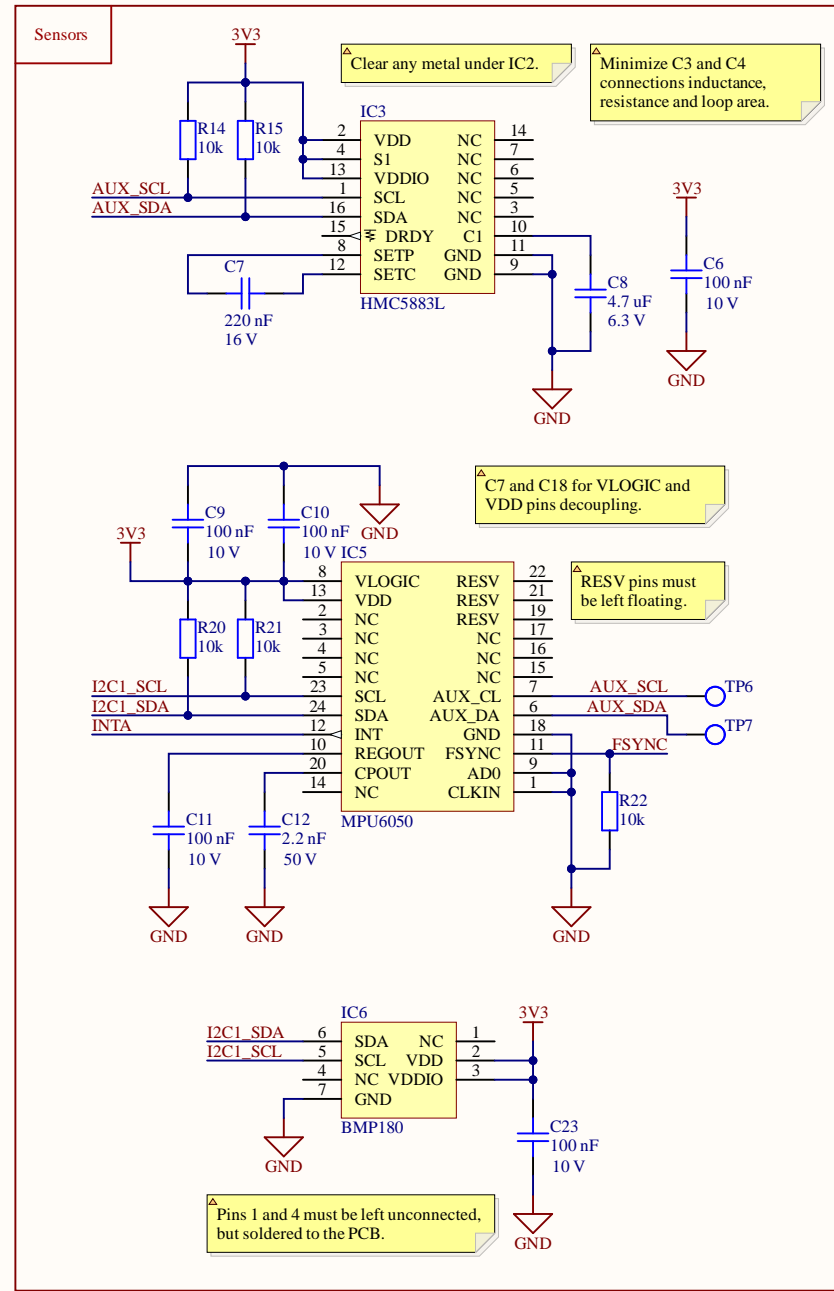 Sensors
3V3
Clear any metal under IC2.
Minimize C3 and C4
connections inductance,
resistance and loop area.
IC3
R14
10k
R15
10k
2 VDD NC 14
4 S1 NC 7
13 VDDIO NC 6
AUX_SCL 1 SCL NC 5
AUX_SDA 16 SDA NC 3
15 DRDY C1 10
8 SETP GND 11
12 SETC GND 9
HMC5883L
C7
220 nF
16 V
C8
4.7 uF
6.3 V
GND
3V3
C6
100 nF
10 V
GND
C7 and C18 for VLOGIC and
VDD pins decoupling.
GND
C9
100 nF
10 V
C10
100 nF
10 V
3V3
IC5
RESV pins must
be left floating.
R20
10k
R21
10k
8 VLOGIC RESV 22
13 VDD RESV 21
2 NC RESV 19
3 NC NC 17
4 NC NC 16
5 NC NC 15
I2C1_SCL 23 SCL AUX_CL 7 AUX_SCL TP6
I2C1_SDA 24 SDA AUX_DA 6 AUX_SDA TP7
INTA 12 INT GND 18
10 REGOUT FSYNC 11 FSYNC
20 CPOUT AD0 9
14 NC CLKIN 1
MPU6050
R22
10k
C11
100 nF
10 V
C12
2.2 nF
50 V
GND
GND
GND
IC6
3V3
I2C1_SDA 6 SDA NC 1
I2C1_SCL 5 SCL VDD 2
4 NC VDDIO 3
7 GND
BMP180
GND
C23
100 nF
10 V
GND
Pins 1 and 4 must be left unconnected,
but soldered to the PCB.